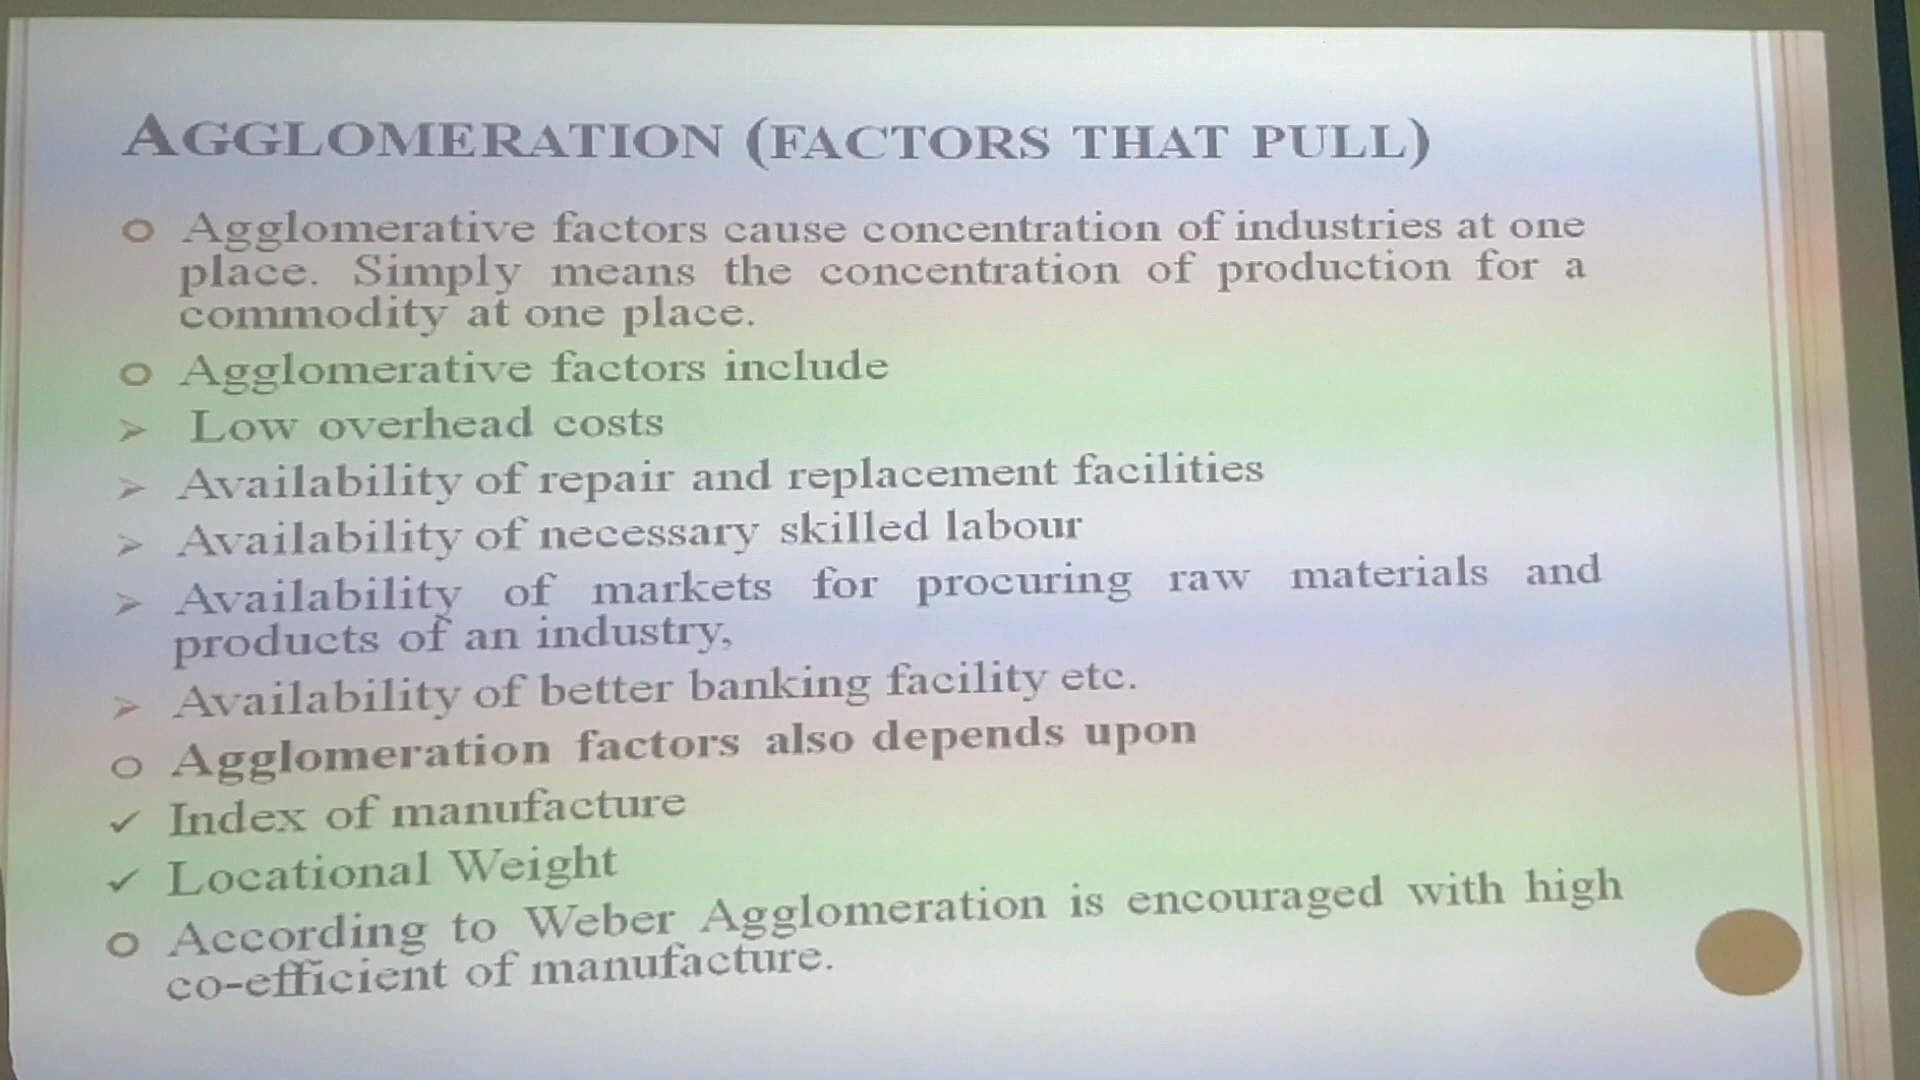 AGGLOMERATION (FACTORS THAT PULL)
Agglomerative factors cause concentration of industries at one
place. Simply means the concentration of production for a
commodity at one place.
Agglomerative factors include
Low overhead costs
Availability of repair and replacement facilities
Availability of necessary skilled labour
Availability of markets for procuring raw materials and
products of an industry,
Availability of better banking facility etc.
Agglomeration factors also depends upon
Index of manufacture
Locational Weight
According to Weber Agglomeration is encouraged with high
co-efficient of manufacture.